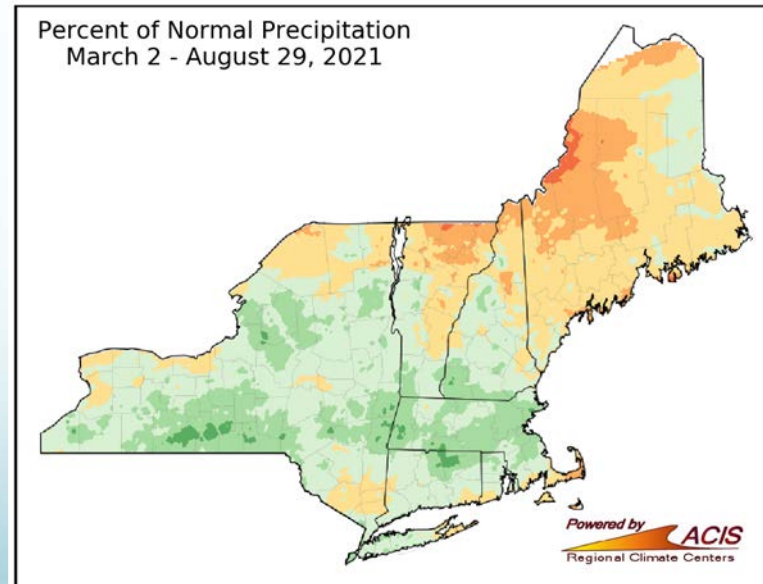 Percent of Normal Precipitation
March 2 - August 29, 2021
Powered by
ACIS
Regional Climate Centers